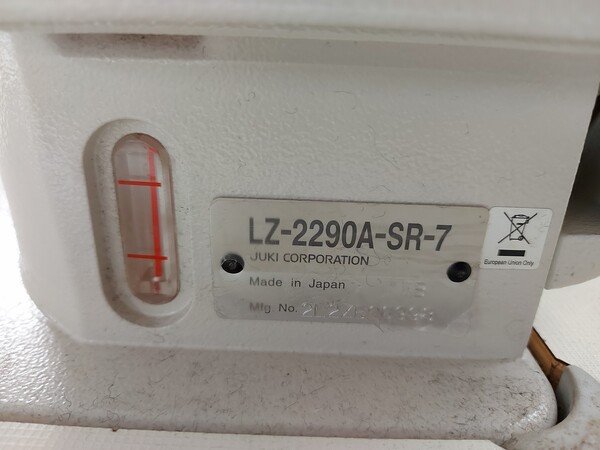 LZ-2290A-SR-7
JUKI CORPORATION
Made in Japan
Mfg. No.
European Union Only